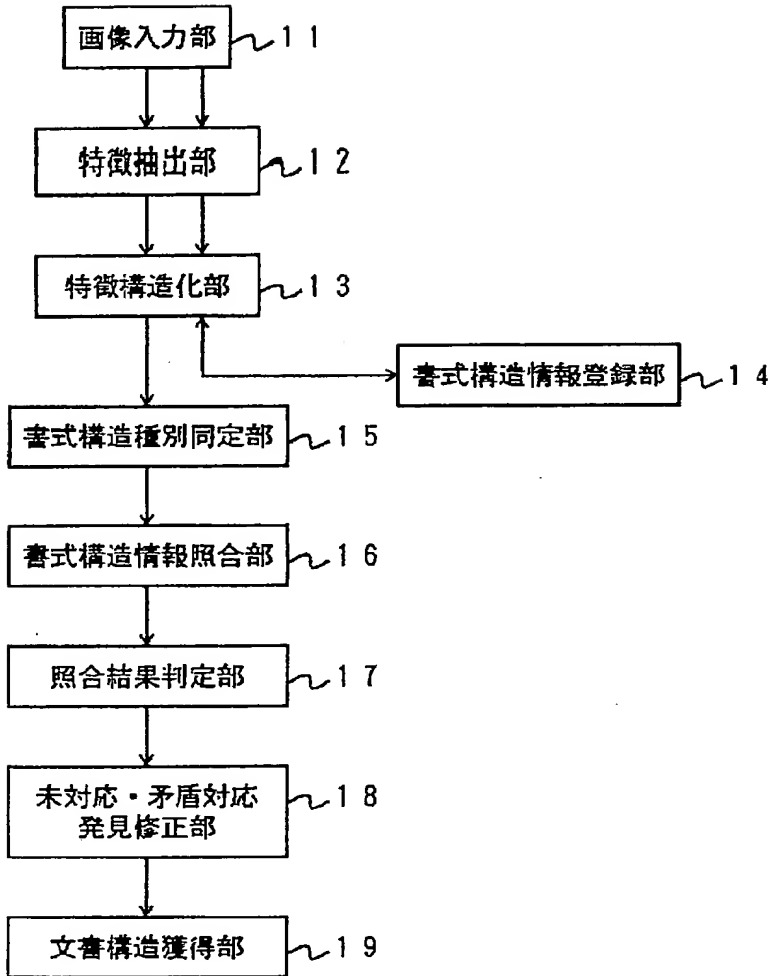 画像入力部 11
特徴抽出部 12
特徴構造化部 13
書式構造情報登録部 14
書式構造種別同定部 15
書式構造情報照合部 16
照合結果判定部 17
未対応・矛盾対応 18
発見修正部
文書構造獲得部 19